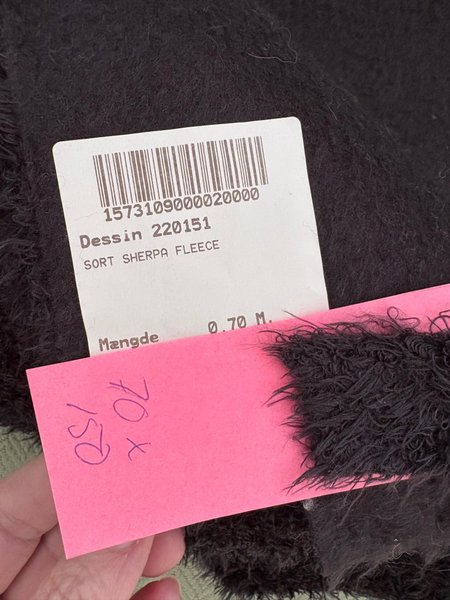 1573109000020000
Dessin 220151
SORT SHERPA FLEECE
Mængde 0.70 M.
70 x
150